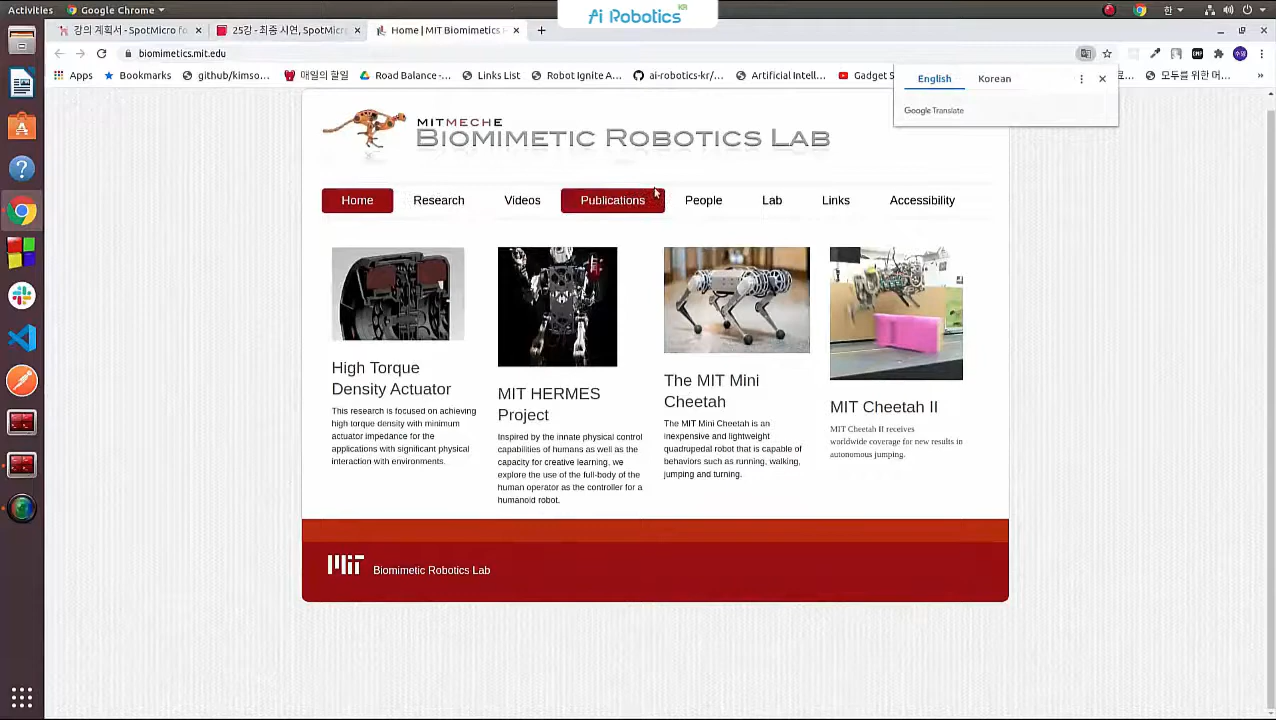 Activities
Google Chrome
Ai Robotics KR
한
강의 계획서 - SpotMicro fo
25강 - 최종 시연, SpotMicr
Home | MIT Biomimetics
biomimetics.mit.edu
CMP
수영
Apps
Bookmarks
github/kimso...
매일의 할일
Road Balance -...
Links List
Robot Ignite A...
ai-robotics-kr/...
Artificial Intell...
Gadget S
료...
모두를 위한 머...
»
English
Korean
Google Translate
MITMECHE
BIOMIMETIC ROBOTICS LAB
Home
Research
Videos
Publications
People
Lab
Links
Accessibility
High Torque
Density Actuator
This research is focused on achieving
high torque density with minimum
actuator impedance for the
applications with significant physical
interaction with environments.
MIT HERMES
Project
Inspired by the innate physical control
capabilities of humans as well as the
capacity for creative learning, we
explore the use of the full-body of the
human operator as the controller for a
humanoid robot.
The MIT Mini
Cheetah
The MIT Mini Cheetah is an
inexpensive and lightweight
quadrupedal robot that is capable of
behaviors such as running, walking,
jumping and turning.
MIT Cheetah II
MIT Cheetah II receives
worldwide coverage for new results in
autonomous jumping.
MIT
Biomimetic Robotics Lab